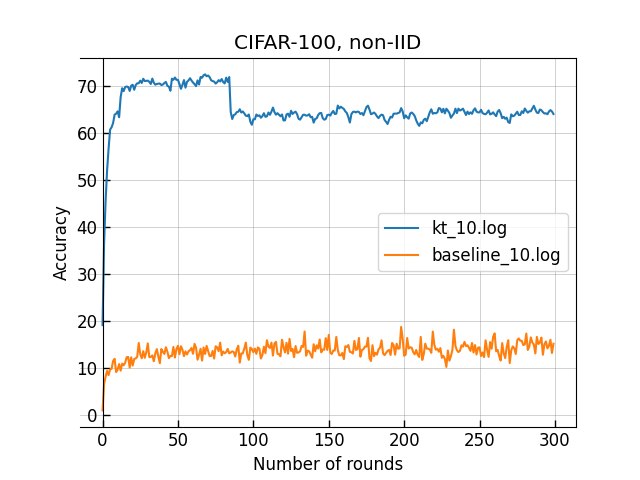 CIFAR-100, non-IID
Accuracy
70
60
50
40
30
20
10
0
kt_10.log
baseline_10.log
0 50 100 150 200 250 300
Number of rounds